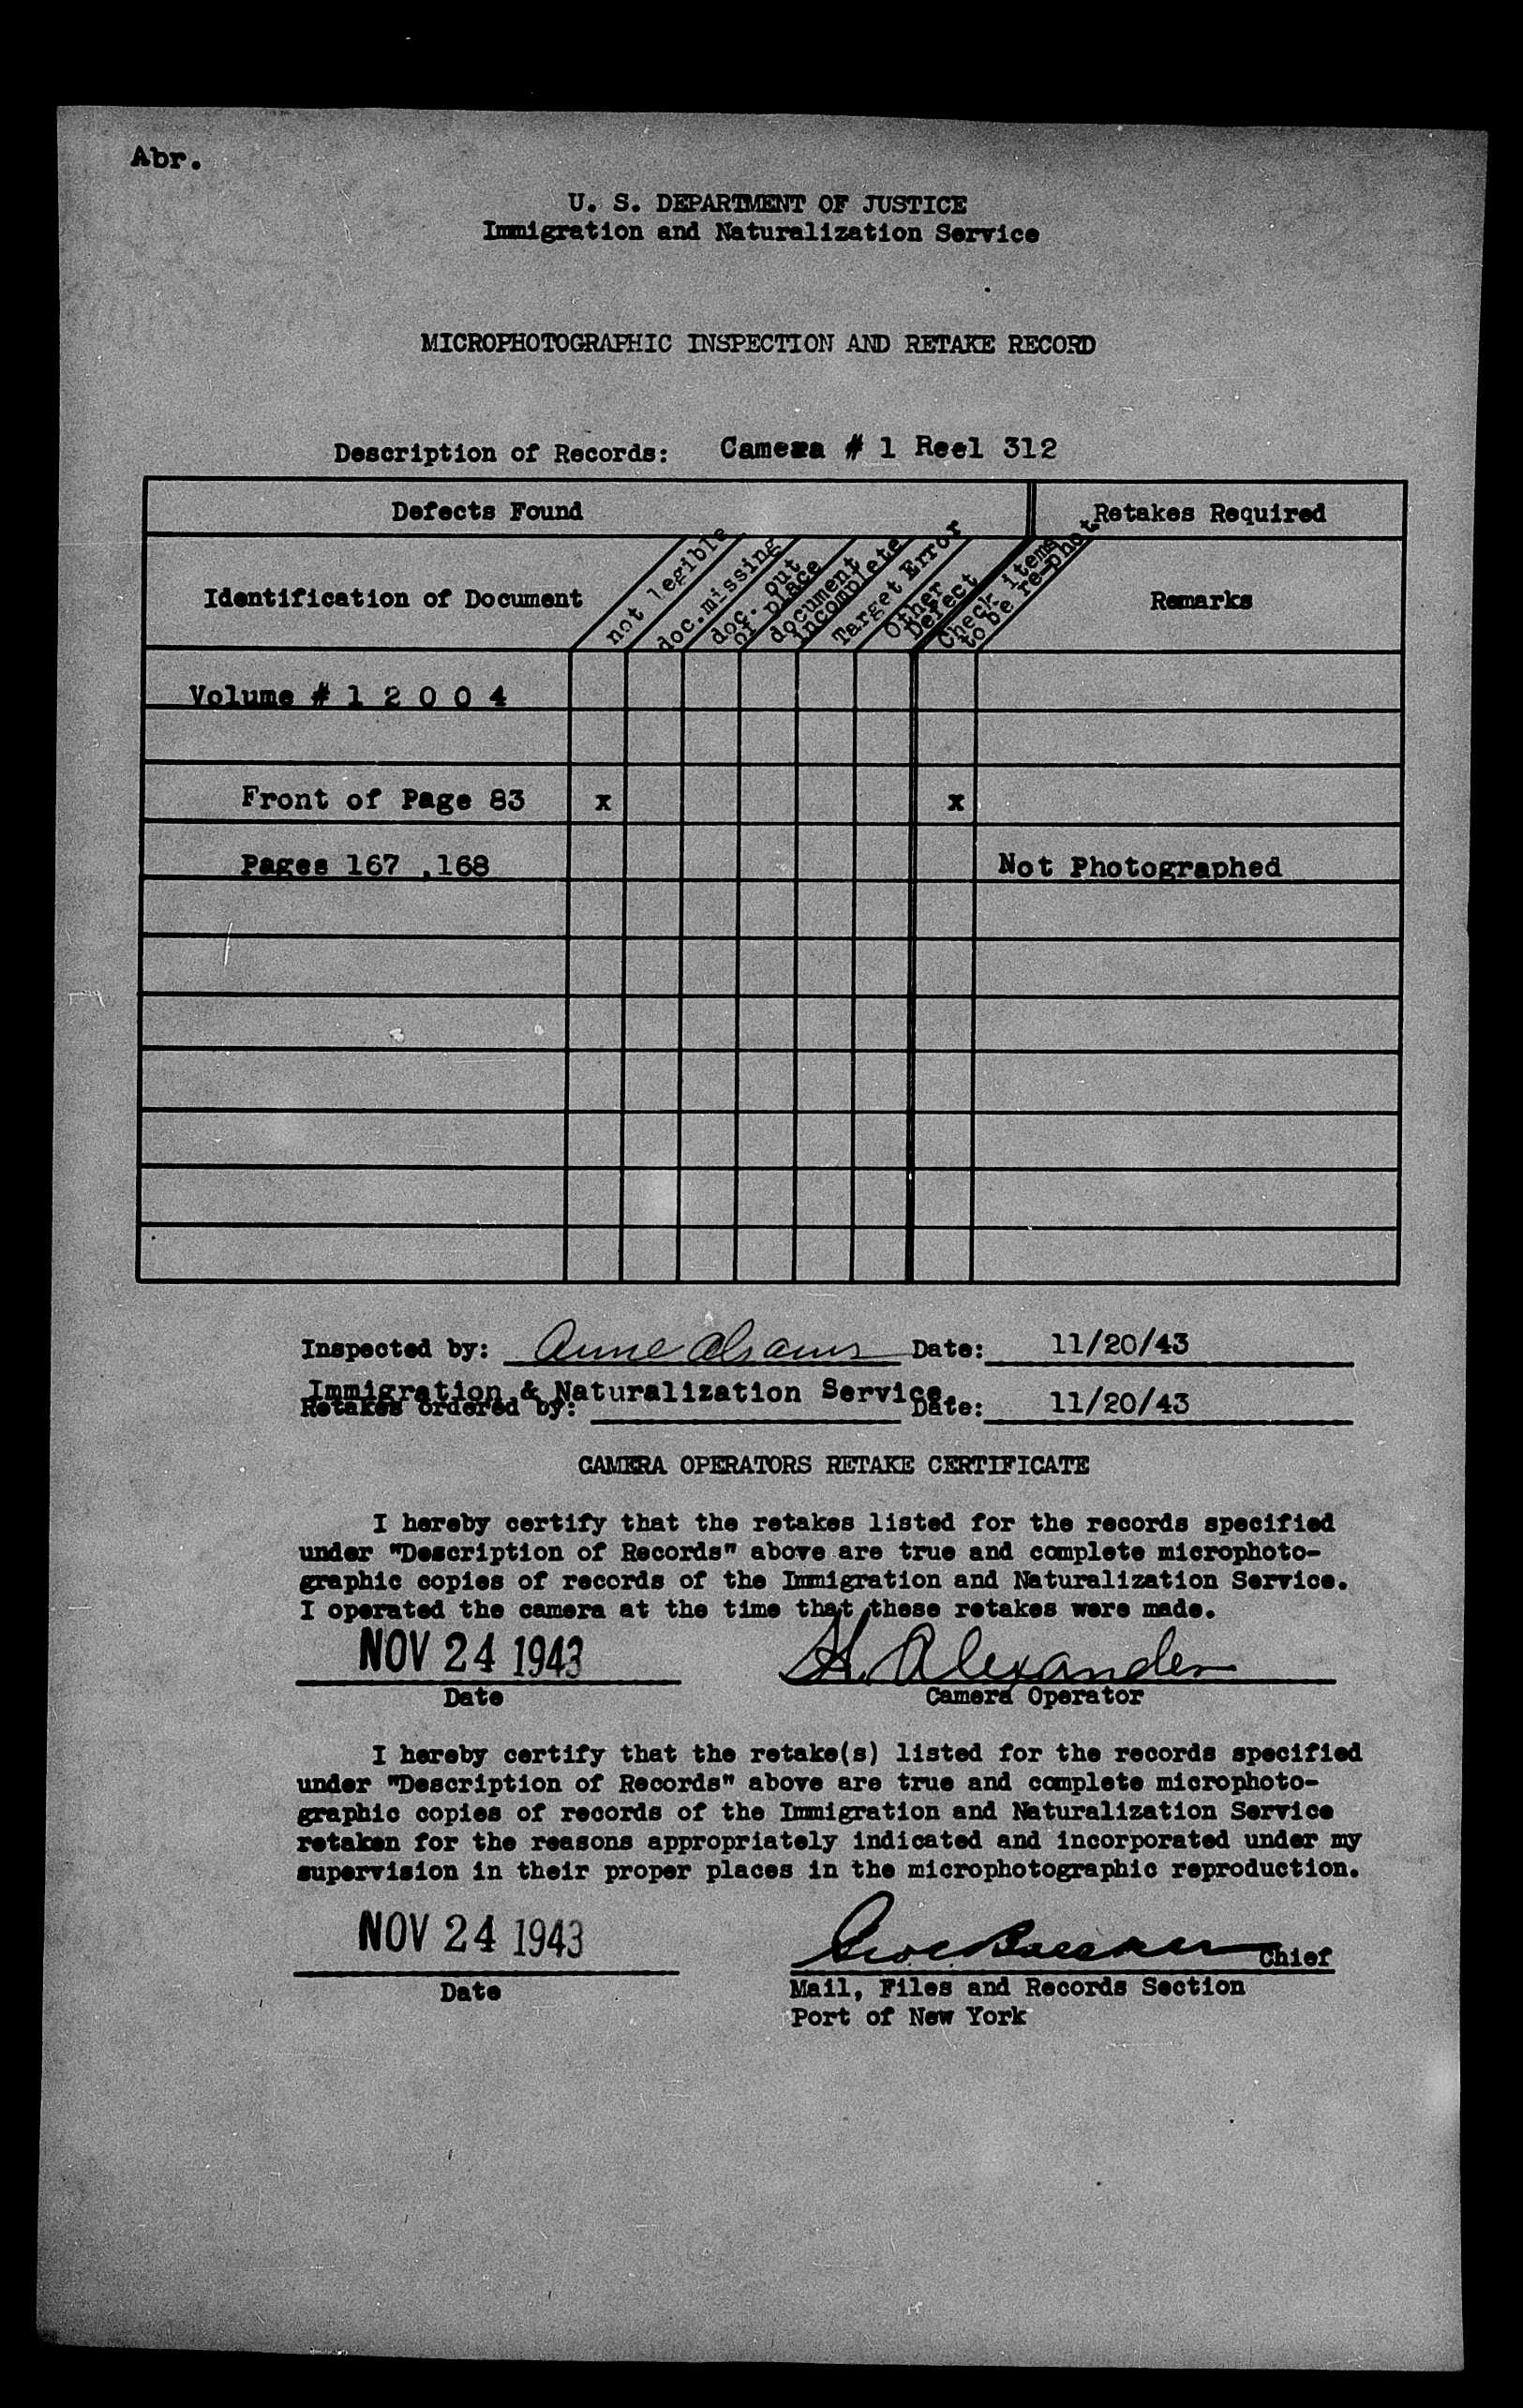 Abr.
U. S. DEPARTMENT OF JUSTICE
Immigration and Naturalization Service
MICROPHOTOGRAPHIC INSPECTION AND RETAKE RECORD
Description of Records: Camera # 1 Reel 312
Defects Found
Retakes Required
Identification of Document
not legible
doc.missing
doc. out
of place
document
incomplete
Target Error
Other
Defect
Check items
to be re-phot.
Remarks
Volume # 1 2 0 0 4
Front of Page 83 x x
Pages 167 ,168 Not Photographed
Inspected by: Anne Date: 11/20/43
Immigration & Naturalization Service
Retakes ordered by: Date: 11/20/43
CAMERA OPERATORS RETAKE CERTIFICATE
I hereby certify that the retakes listed for the records specified
under "Description of Records" above are true and complete microphoto-
graphic copies of records of the Immigration and Naturalization Service.
I operated the camera at the time that these retakes were made.
NOV 24 1943 H. Alexander
Date Camera Operator
I hereby certify that the retake(s) listed for the records specified
under "Description of Records" above are true and complete microphoto-
graphic copies of records of the Immigration and Naturalization Service
retaken for the reasons appropriately indicated and incorporated under my
supervision in their proper places in the microphotographic reproduction.
NOV 24 1943 Chief
Date Mail, Files and Records Section
Port of New York